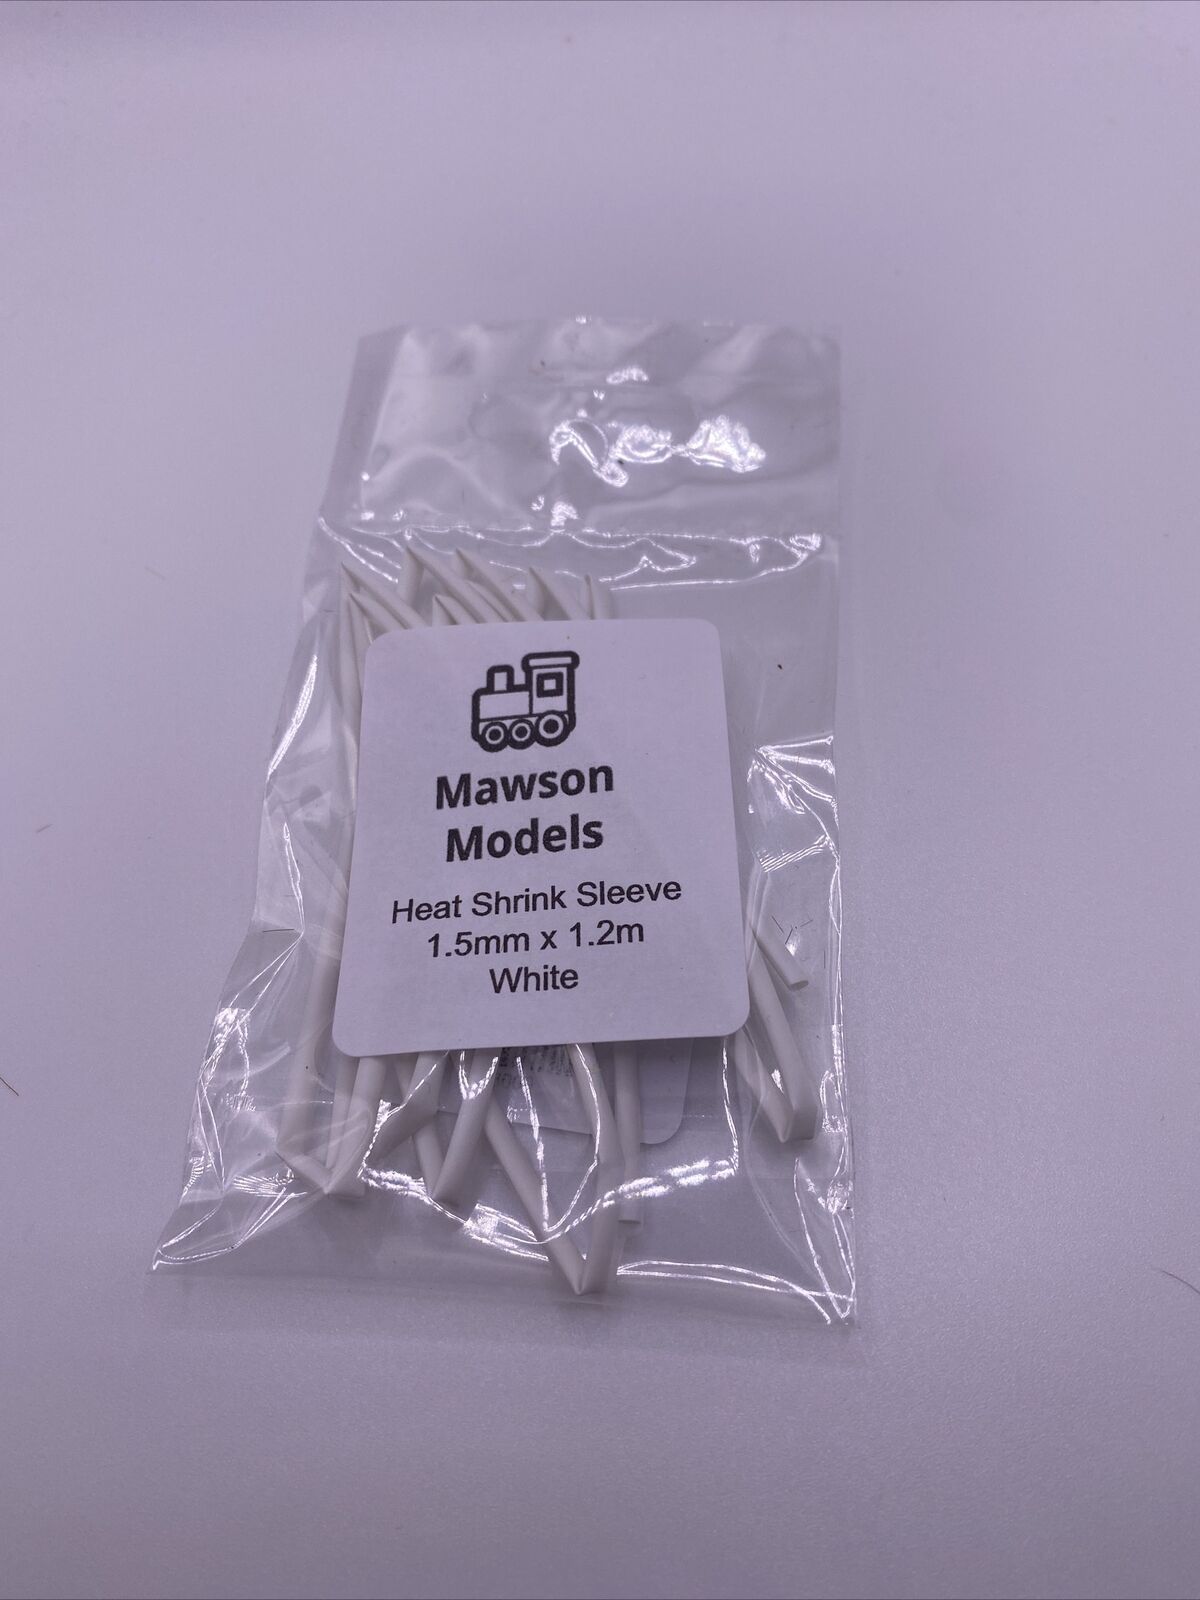 Mawson
Models
Heat Shrink Sleeve
1.5mm x 1.2m
White